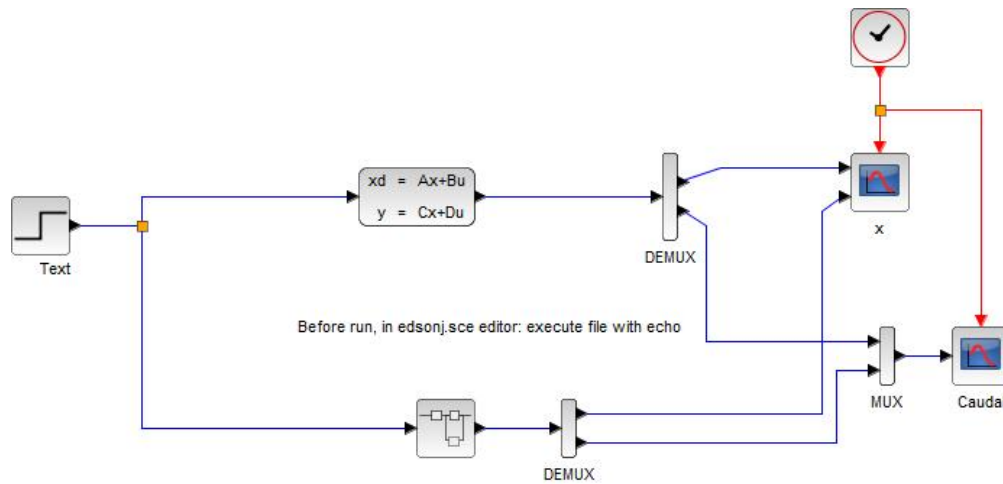 xd = Ax+Bu
y = Cx+Du
x
Text
DEMUX
Before run, in edsonj.sce editor: execute file with echo
MUX
Caudal
DEMUX